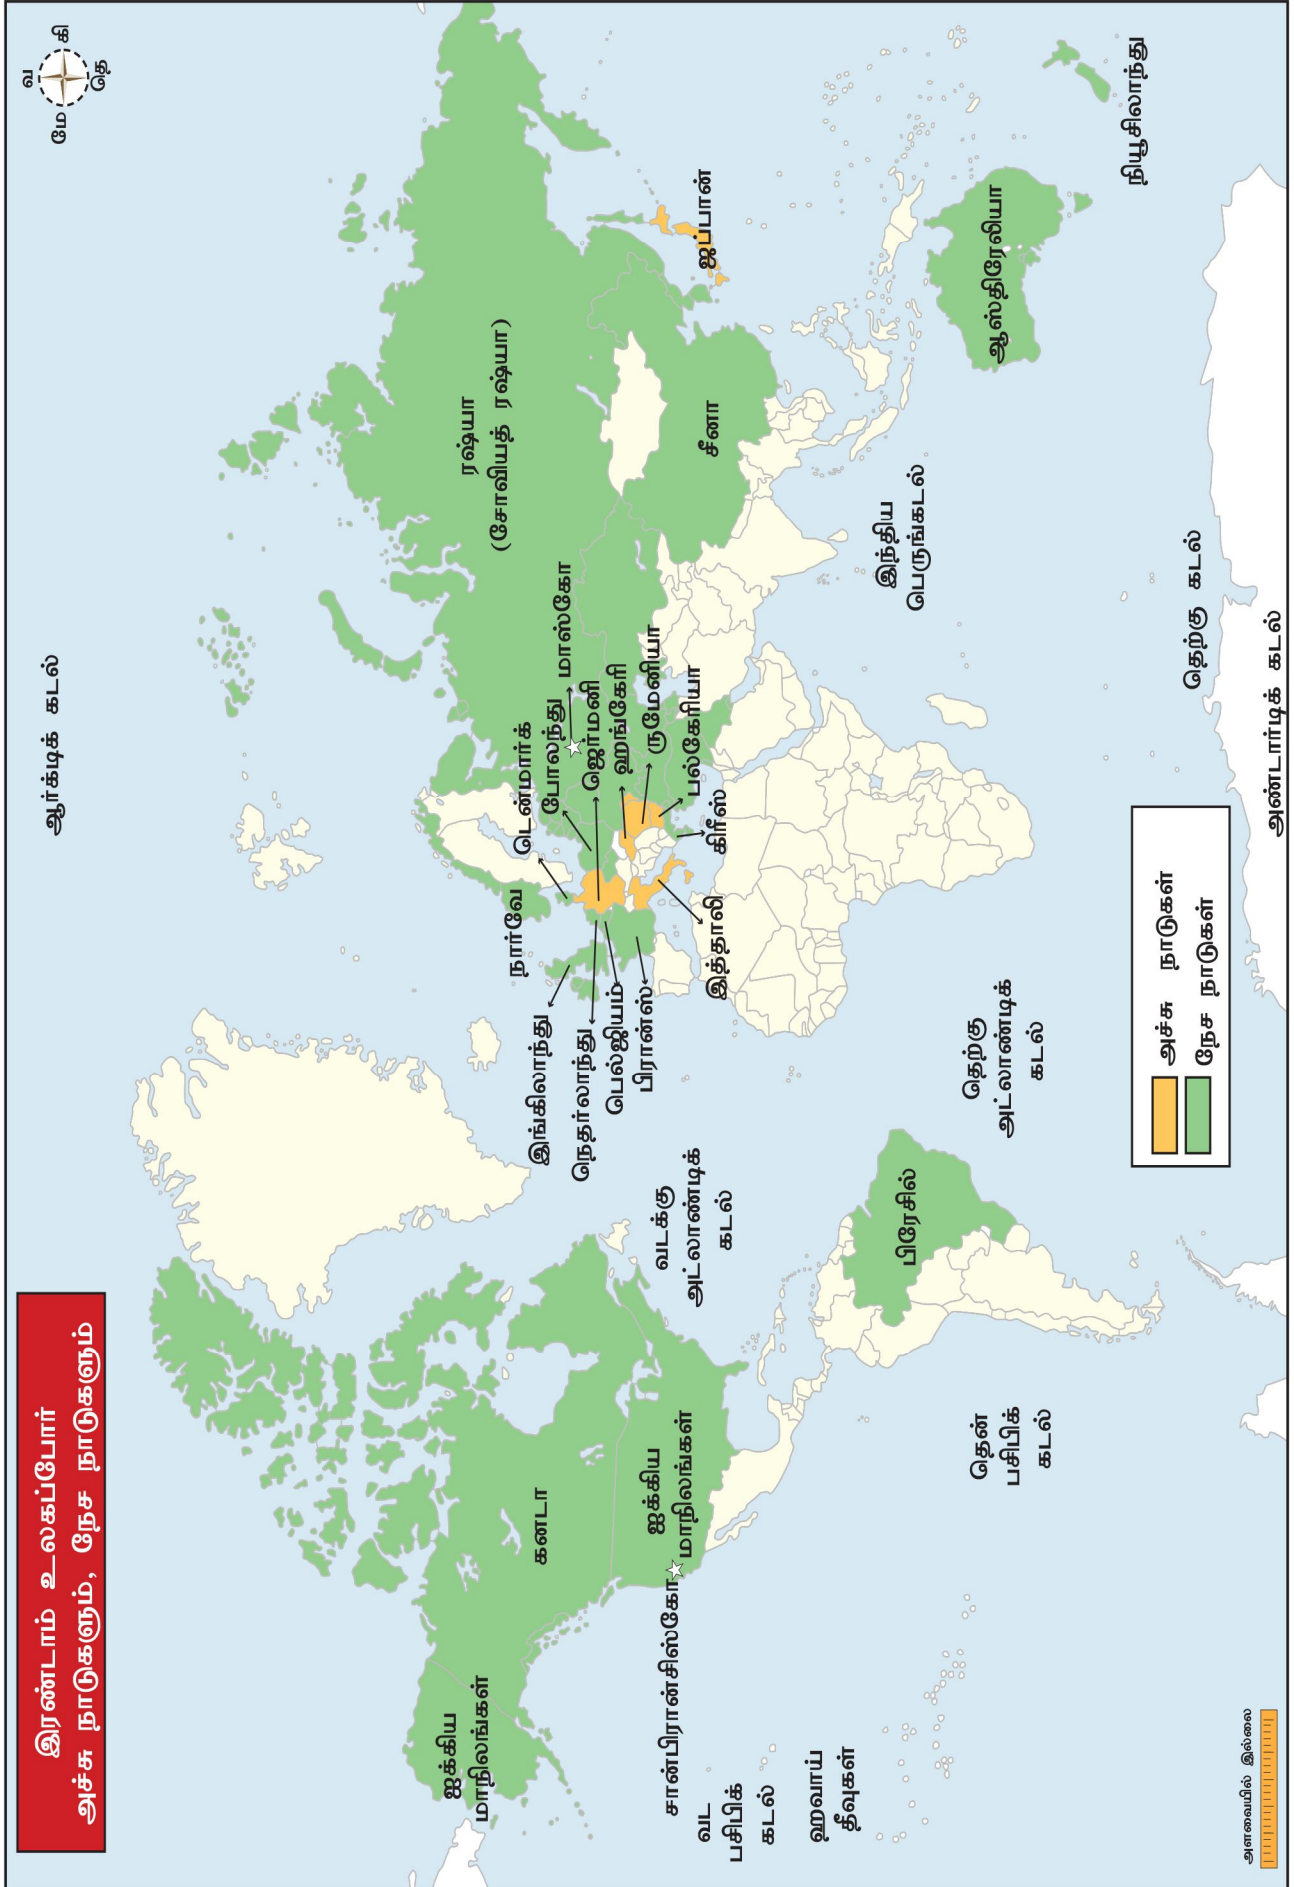 இரண்டாம் உலகப்போர்
அச்சு நாடுகளும், நேச நாடுகளும்
வ
மே
கி
தெ
ஆர்க்டிக் கடல்
ஐக்கிய
மாநிலங்கள்
கனடா
ஐக்கிய
மாநிலங்கள்
சான்பிரான்சிஸ்கோ
வட
பசிபிக்
கடல்
ஹவாய்
தீவுகள்
வடக்கு
அட்லாண்டிக்
கடல்
பிரேசில்
தென்
பசிபிக்
கடல்
தெற்கு
அட்லாண்டிக்
கடல்
நார்வே
இங்கிலாந்து
நெதர்லாந்து
பெல்ஜியம்
பிரான்ஸ்
டென்மார்க்
போலந்து
மாஸ்கோ
ஜெர்மனி
ஹங்கேரி
ருமேனியா
பல்கேரியா
கிரீஸ்
இத்தாலி
ரஷ்யா
(சோவியத் ரஷ்யா)
சீனா
ஜப்பான்
இந்திய
பெருங்கடல்
ஆஸ்திரேலியா
நியூசிலாந்து
தெற்கு கடல்
அண்டார்டிக் கடல்
அச்சு நாடுகள்
நேச நாடுகள்
அளவையில் இல்லை